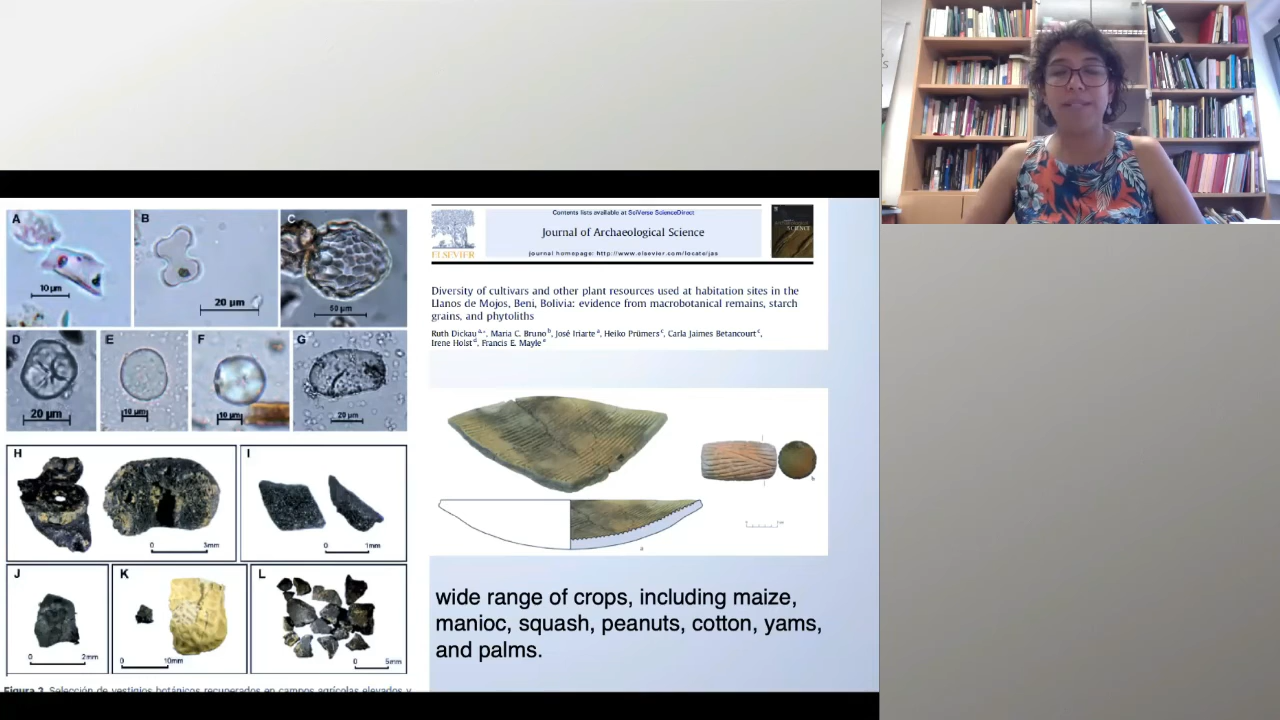 A
B
C
10 µm
20 µm
50 µm
D
E
F
G
20 µm
10 µm
10 µm
20 µm
H
I
3mm
1mm
J
K
L
2mm
10mm
5mm
Figura 2. Selección de vestigios botánicos recuperados en campos agrícolas elevados y
Contents lists available at SciVerse ScienceDirect
Journal of Archaeological Science
journal homepage: http://www.elsevier.com/locate/jas
ELSEVIER
SCIENCE
Diversity of cultivars and other plant resources used at habitation sites in the
Llanos de Mojos, Beni, Bolivia: evidence from macrobotanical remains, starch
grains, and phytoliths
Ruth Dickau a,*, Maria C. Bruno b, José Iriarte a, Heiko Prümers c, Carla Jaimes Betancourt c,
Irene Holst d, Francis E. Mayle e
b
a
wide range of crops, including maize,
manioc, squash, peanuts, cotton, yams,
and palms.